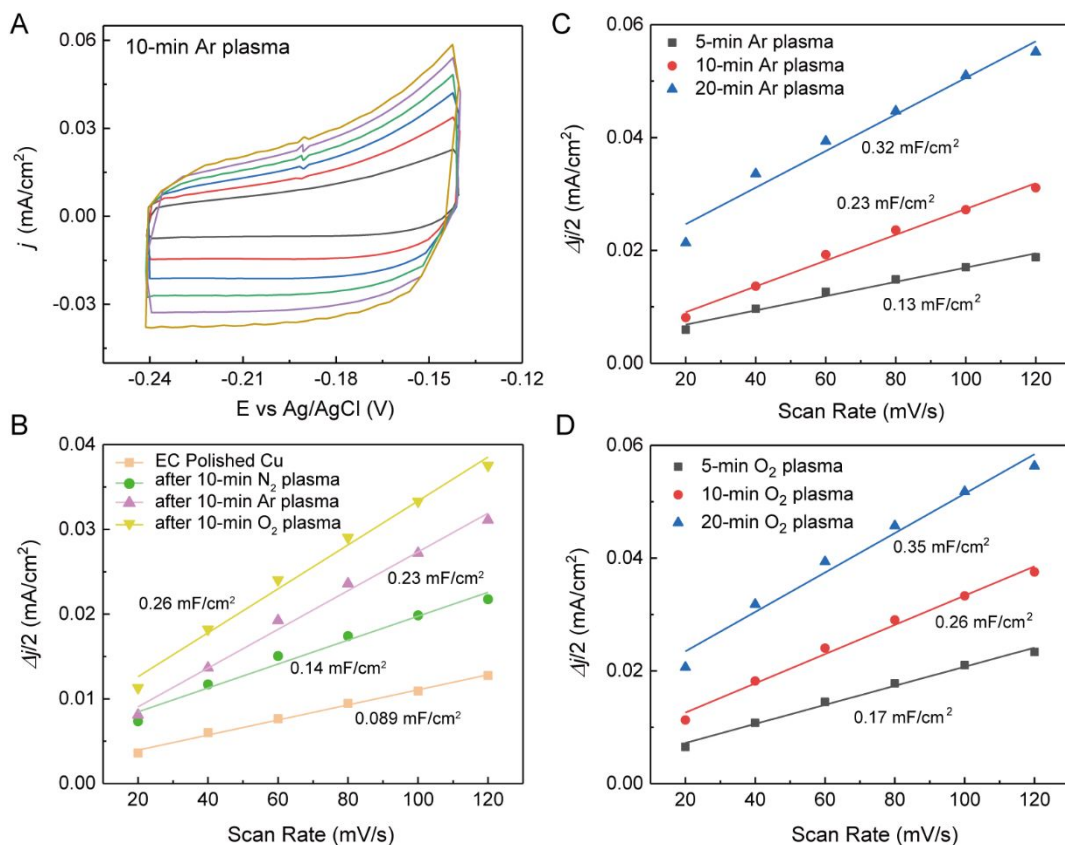 A
10-min Ar plasma
0.06
0.03
0.00
-0.03
j (mA/cm²)
-0.24
-0.21
-0.18
-0.15
-0.12
E vs Ag/AgCl (V)
C
5-min Ar plasma
10-min Ar plasma
20-min Ar plasma
0.32 mF/cm²
0.23 mF/cm²
0.13 mF/cm²
0.06
0.04
0.02
0.00
Δj/2 (mA/cm²)
20
40
60
80
100
120
Scan Rate (mV/s)
B
EC Polished Cu
after 10-min N₂ plasma
after 10-min Ar plasma
after 10-min O₂ plasma
0.26 mF/cm²
0.23 mF/cm²
0.14 mF/cm²
0.089 mF/cm²
0.04
0.03
0.02
0.01
0.00
Δj/2 (mA/cm²)
20
40
60
80
100
120
Scan Rate (mV/s)
D
5-min O₂ plasma
10-min O₂ plasma
20-min O₂ plasma
0.35 mF/cm²
0.26 mF/cm²
0.17 mF/cm²
0.06
0.04
0.02
0.00
Δj/2 (mA/cm²)
20
40
60
80
100
120
Scan Rate (mV/s)